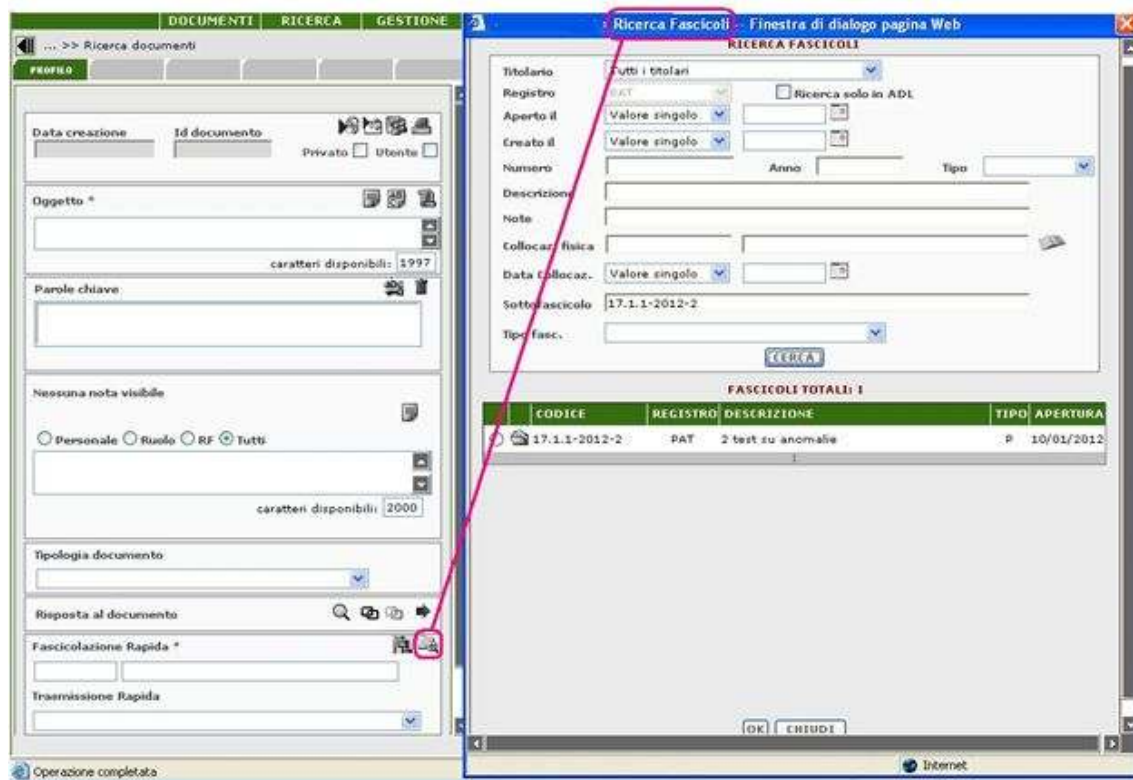 DOCUMENTI RICERCA GESTIONE
... >> Ricerca documenti
PROFILO
Data creazione Id documento
Privato Utente
Oggetto *
caratteri disponibili: 1997
Parole chiave
Nessuna nota visibile
Personale Ruolo RF Tutti
caratteri disponibili: 2000
Tipologia documento
Risposta al documento
Fascicolazione Rapida *
Trasmissione Rapida
Operazione completata
Ricerca Fascicoli -- Finestra di dialogo pagina Web
RICERCA FASCICOLI
Titolario Tutti i titolari
Registro PAT Ricerca solo in ADL
Aperto il Valore singolo
Creato il Valore singolo
Numero Anno Tipo
Descrizione
Note
Collocaz. fisica
Data Collocaz. Valore singolo
Sottofascicolo 17.1.1-2012-2
Tipo fasc.
CERCA
FASCICOLI TOTALI: 1
CODICE REGISTRO DESCRIZIONE TIPO APERTURA
17.1.1-2012-2 PAT 2 test su anomalie P 10/01/2012
1
OK CHIUDI
Internet